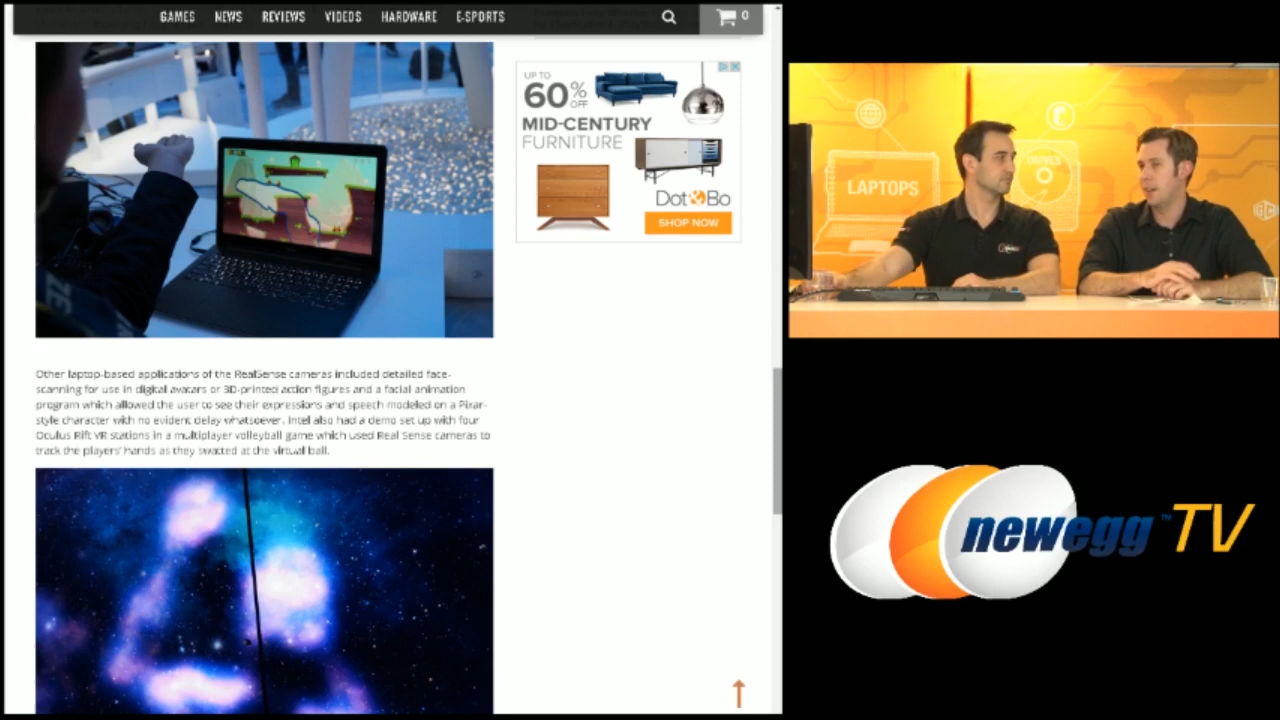 GAMES NEWS REVIEWS VIDEOS HARDWARE E-SPORTS 0
UP TO
60% OFF
MID-CENTURY
FURNITURE
Dot&Bo
SHOP NOW
LAPTOPS
DRIVES
Other laptop-based applications of the RealSense cameras included detailed face-
scanning for use in digital avatars or 3D-printed action figures and a facial animation
program which allowed the user to see their expressions and speech modeled on a Pixar-
style character with no evident delay whatsoever. Intel also had a demo set up with four
Oculus Rift VR stations in a multiplayer volleyball game which used Real Sense cameras to
track the players' hands as they swatted at the virtual ball.
newegg TV